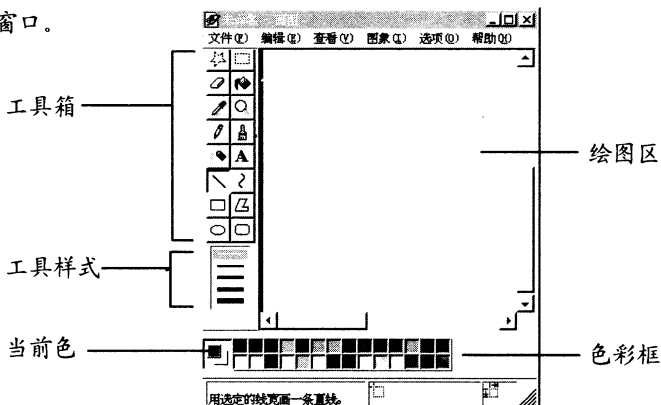 窗口。
文件(F) 编辑(E) 查看(V) 图象(I) 选项(O) 帮助(H)
工具箱
A
绘图区
工具样式
当前色
色彩框
用选定的线宽画一条直线。